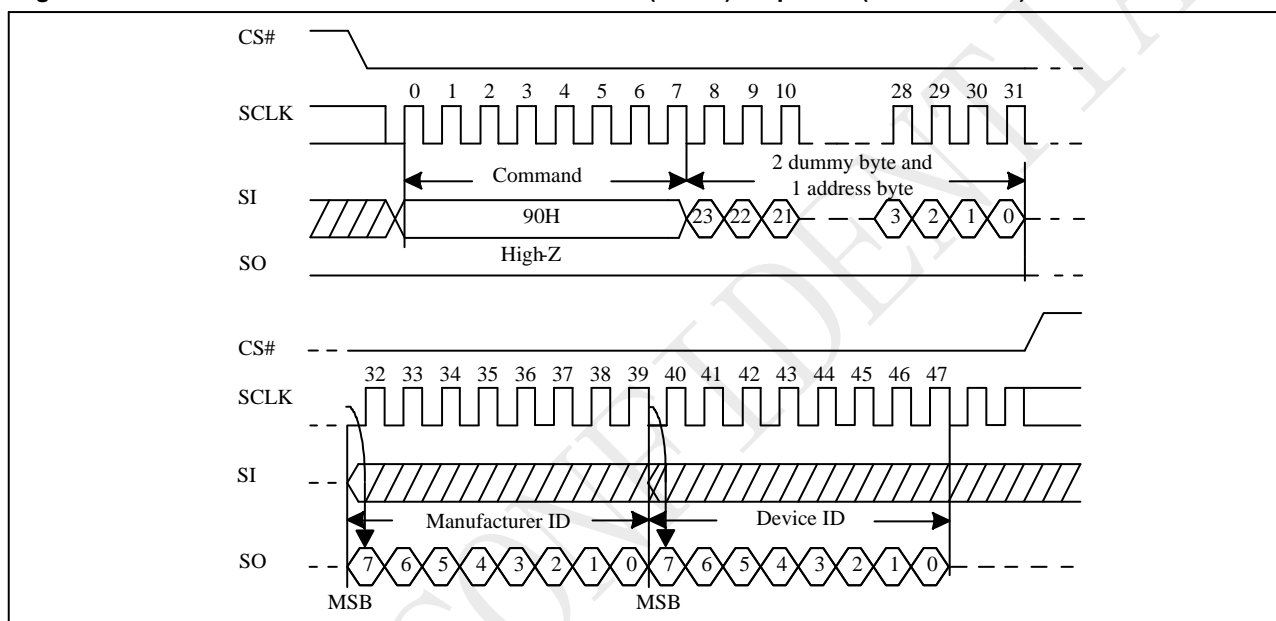 CS#
0 1 2 3 4 5 6 7 8 9 10 28 29 30 31
SCLK
Command
2 dummy byte and
1 address byte
SI
90H
23 22 21 3 2 1 0
High-Z
SO
CS#
32 33 34 35 36 37 38 39 40 41 42 43 44 45 46 47
SCLK
SI
Manufacturer ID
Device ID
SO
7 6 5 4 3 2 1 0 7 6 5 4 3 2 1 0
MSB
MSB